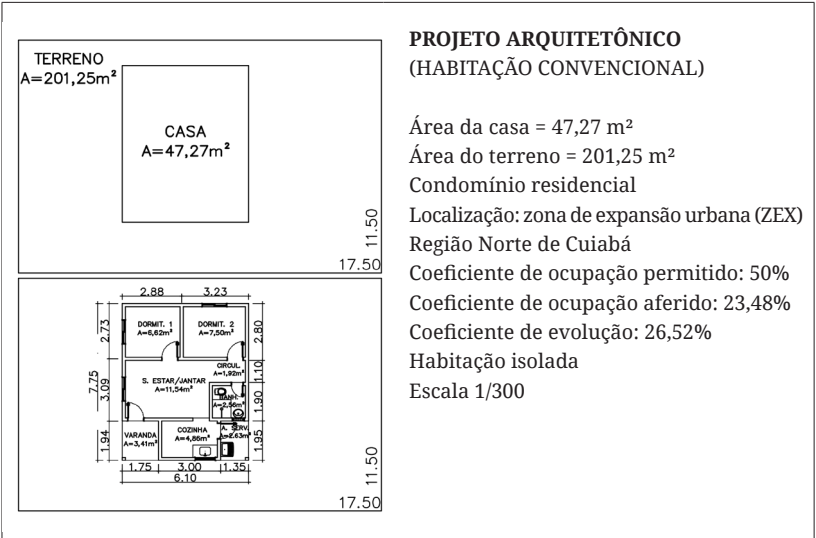 TERRENO
A=201,25m²
CASA
A=47,27m²
11.50
17.50
2.88 3.23
DORMIT. 1
A=6,62m²
DORMIT. 2
A=7,50m²
2.73
2.80
CIRCUL.
A=1,92m²
1.10
7.75
3.09
S. ESTAR/JANTAR
A=11,54m²
BANH.
A=2,56m²
1.90
1.94
VARANDA
A=3,41m²
COZINHA
A=4,86m²
A. SERV.
A=2,63m²
1.95
1.75 3.00 1.35
6.10
11.50
17.50
PROJETO ARQUITETÔNICO
(HABITAÇÃO CONVENCIONAL)
Área da casa = 47,27 m²
Área do terreno = 201,25 m²
Condomínio residencial
Localização: zona de expansão urbana (ZEX)
Região Norte de Cuiabá
Coeficiente de ocupação permitido: 50%
Coeficiente de ocupação aferido: 23,48%
Coeficiente de evolução: 26,52%
Habitação isolada
Escala 1/300